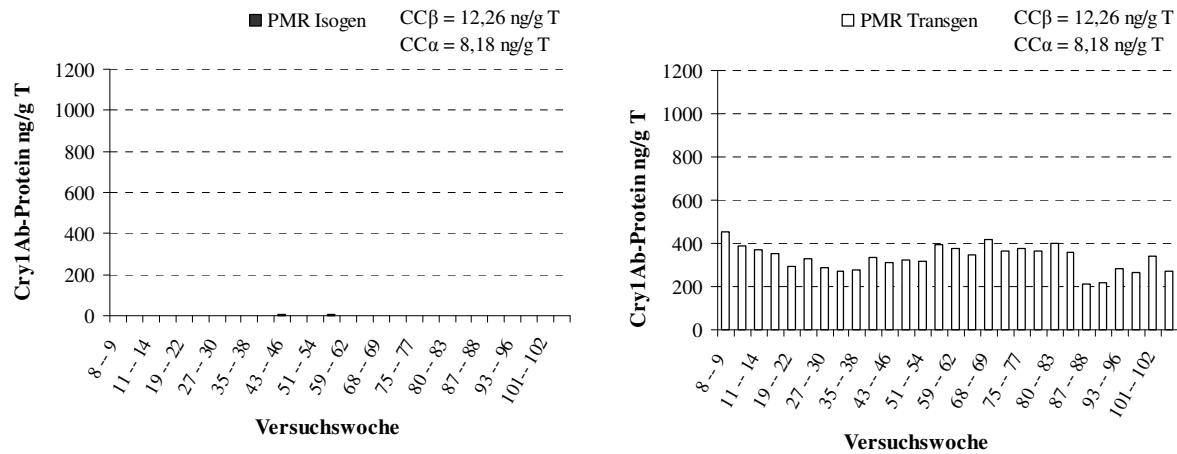 ■ PMR Isogen
CCβ = 12,26 ng/g T
CCα = 8,18 ng/g T
Cry1Ab-Protein ng/g T
1200
1000
800
600
400
200
0
8 -- 9
11 -- 14
19 -- 22
27 -- 30
35 -- 38
43 -- 46
51 -- 54
59 -- 62
68 -- 69
75 -- 77
80 -- 83
87 -- 88
93 -- 96
101 -- 102
Versuchswoche
□ PMR Transgen
CCβ = 12,26 ng/g T
CCα = 8,18 ng/g T
Cry1Ab-Protein ng/g T
1200
1000
800
600
400
200
0
8 -- 9
11 -- 14
19 -- 22
27 -- 30
35 -- 38
43 -- 46
51 -- 54
59 -- 62
68 -- 69
75 -- 77
80 -- 83
87 -- 88
93 -- 96
101 -- 102
Versuchswoche